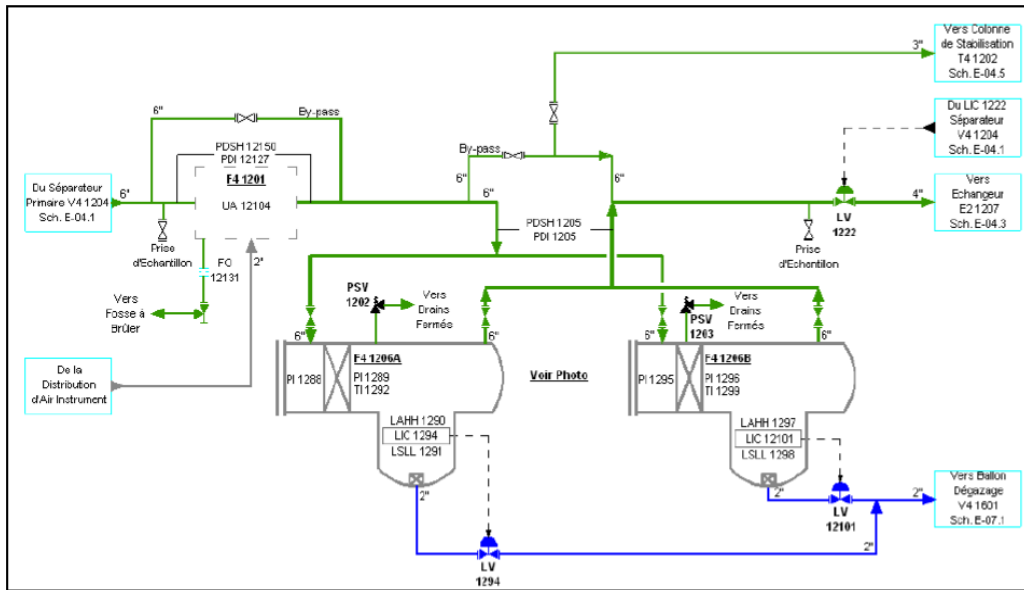 Vers Colonne
de Stabilisation
T4 1202
Sch. E-04.5
3"
Du LIC 1222
Séparateur
V4 1204
Sch. E-04.1
6"
By-pass
PDSH 12150
PDI 12127
F4 1201
UA 12104
Du Séparateur
Primaire V4 1204
Sch. E-04.1
6"
Prise
d'Echantillon
FO
12131
2"
Vers
Fosse à
Brûler
De la
Distribution
d'Air Instrument
By-pass
6"
6"
6"
PDSH 1205
PDI 1205
Prise
d'Echantillon
LV
1222
4"
Vers
Echangeur
E2 1207
Sch. E-04.3
PSV
1202
Vers
Drains
Fermés
6"
6"
F4 1206A
PI 1288
PI 1289
TI 1292
LAHH 1290
LIC 1294
LSLL 1291
2"
LV
1294
Voir Photo
PSV
1203
Vers
Drains
Fermés
6"
6"
F4 1206B
PI 1295
PI 1296
TI 1299
LAHH 1297
LIC 12101
LSLL 1298
2"
LV
12101
2"
2"
Vers Ballon
Dégazage
V4 1601
Sch. E-07.1